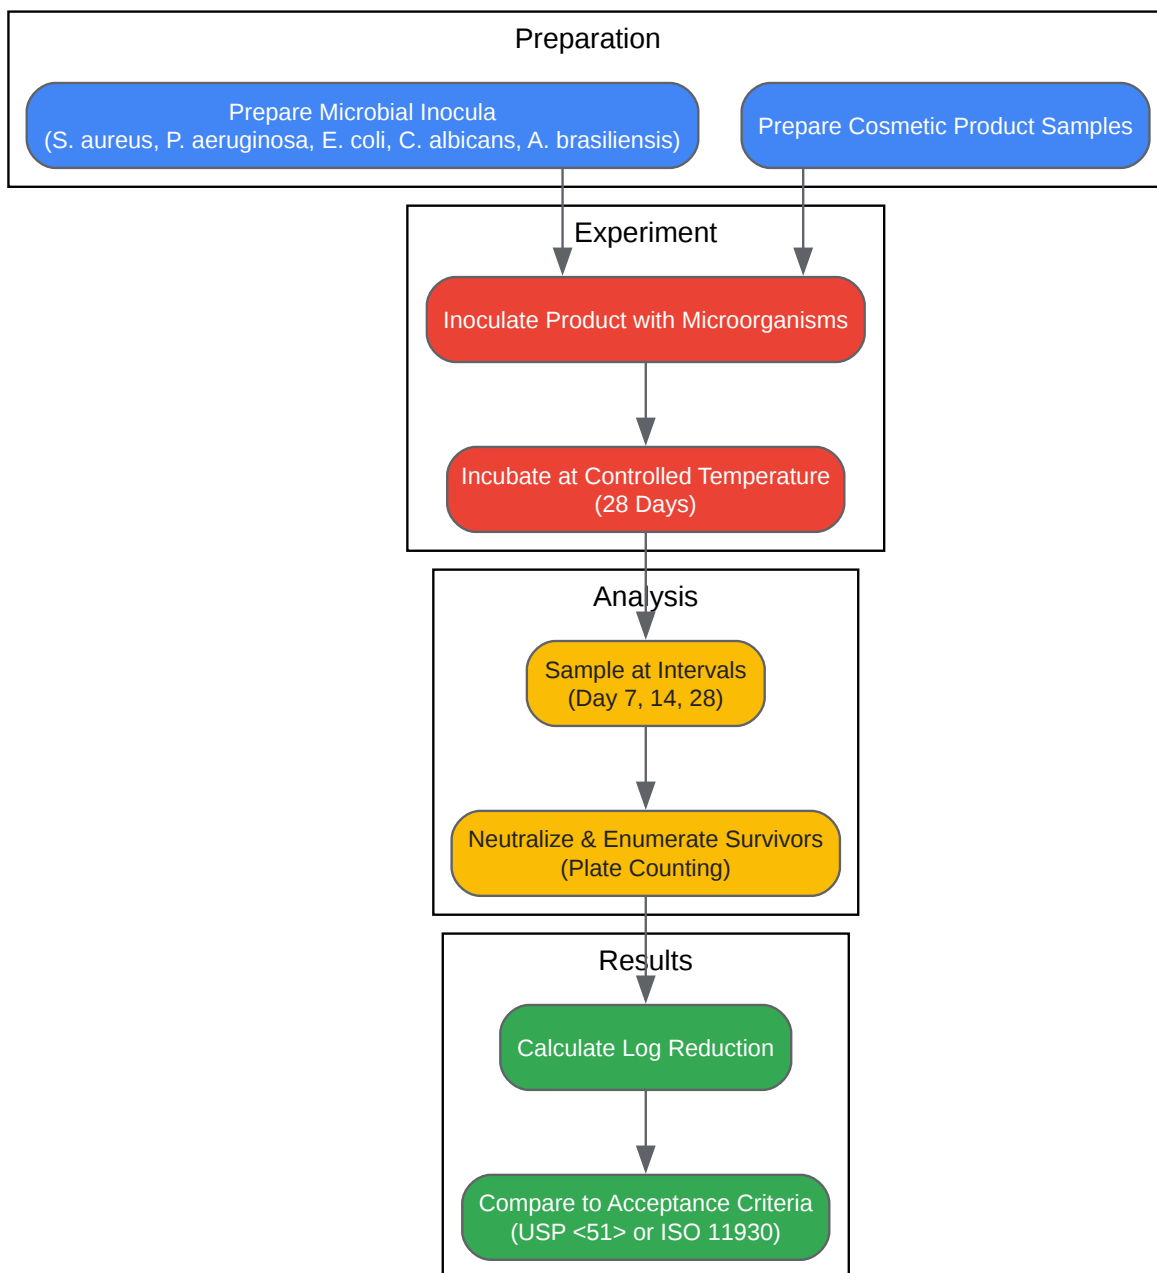 Preparation
Prepare Microbial Inocula
(S. aureus, P. aeruginosa, E. coli, C. albicans, A. brasiliensis)
Prepare Cosmetic Product Samples
Experiment
Inoculate Product with Microorganisms
Incubate at Controlled Temperature
(28 Days)
Analysis
Sample at Intervals
(Day 7, 14, 28)
Neutralize & Enumerate Survivors
(Plate Counting)
Results
Calculate Log Reduction
Compare to Acceptance Criteria
(USP <51> or ISO 11930)